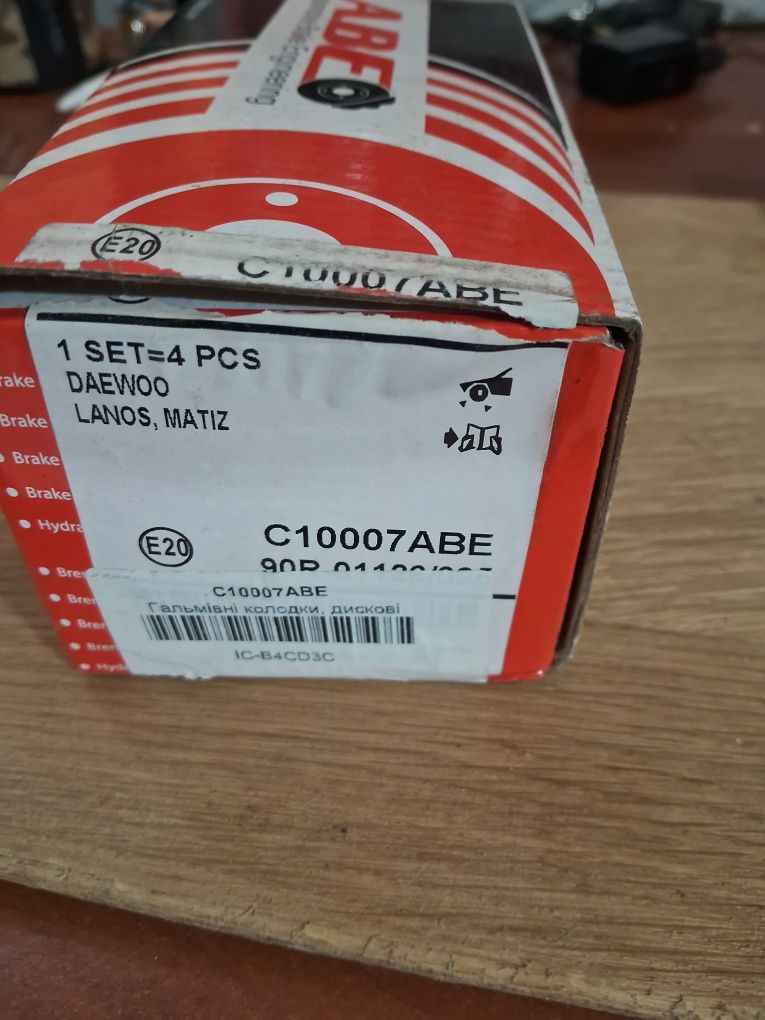 ABE
E20
C10007ABE
1 SET=4 PCS
DAEWOO
LANOS, MATIZ
Brake
Brake
Brake
E20
C10007ABE
C10007ABE
Гальмівні колодки, дискові
IC-B4CD3C